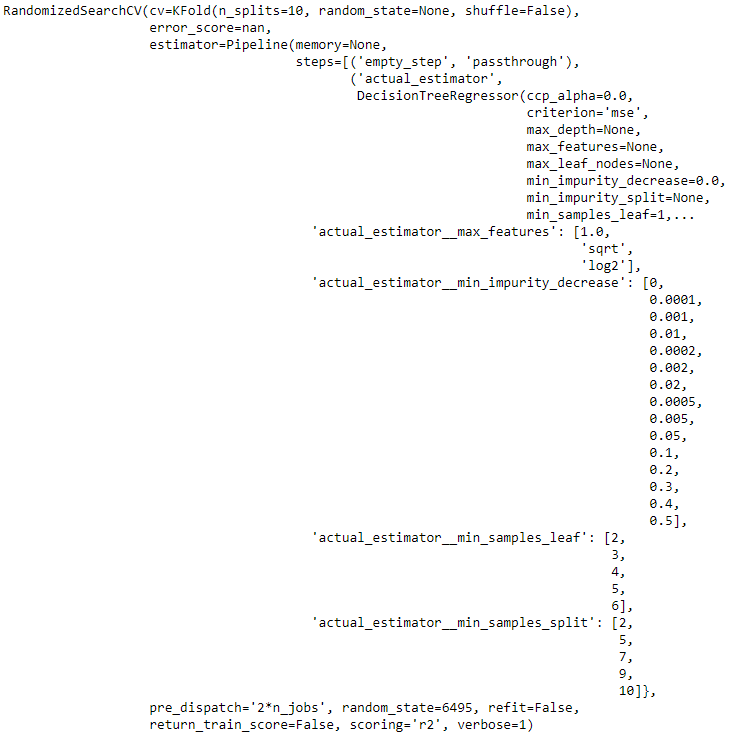 RandomizedSearchCV(cv=KFold(n_splits=10, random_state=None, shuffle=False),
error_score=nan,
estimator=Pipeline(memory=None,
steps=[('empty_step', 'passthrough'),
('actual_estimator',
DecisionTreeRegressor(ccp_alpha=0.0,
criterion='mse',
max_depth=None,
max_features=None,
max_leaf_nodes=None,
min_impurity_decrease=0.0,
min_impurity_split=None,
min_samples_leaf=1,...
'actual_estimator__max_features': [1.0,
'sqrt',
'log2'],
'actual_estimator__min_impurity_decrease': [0,
0.0001,
0.001,
0.01,
0.0002,
0.002,
0.02,
0.0005,
0.005,
0.05,
0.1,
0.2,
0.3,
0.4,
0.5],
'actual_estimator__min_samples_leaf': [2,
3,
4,
5,
6],
'actual_estimator__min_samples_split': [2,
5,
7,
9,
10]},
pre_dispatch='2*n_jobs', random_state=6495, refit=False,
return_train_score=False, scoring='r2', verbose=1)